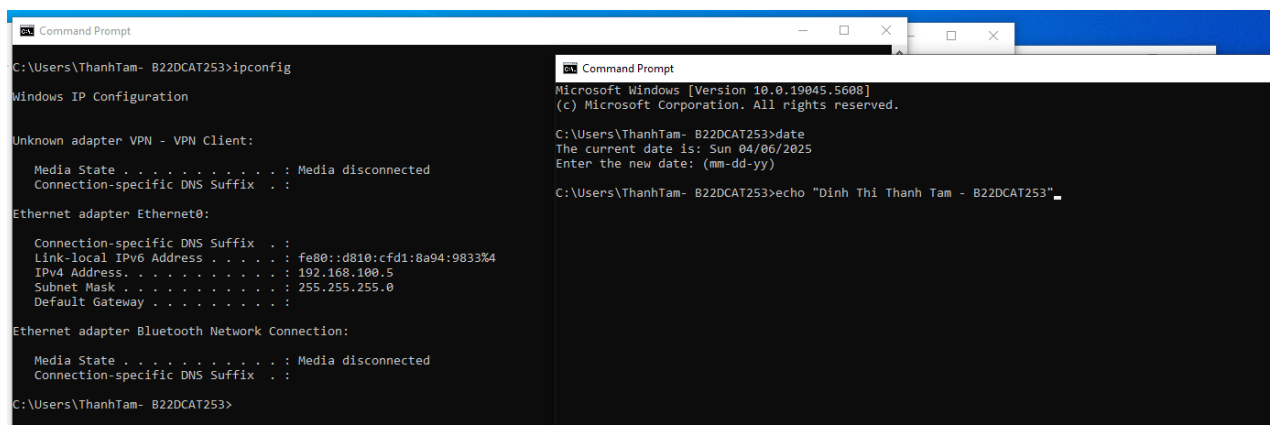 Command Prompt
C:\Users\ThanhTam- B22DCAT253>ipconfig
Windows IP Configuration
Unknown adapter VPN - VPN Client:
   Media State . . . . . . . . . . . : Media disconnected
   Connection-specific DNS Suffix  . :
Ethernet adapter Ethernet0:
   Connection-specific DNS Suffix  . :
   Link-local IPv6 Address . . . . . : fe80::d810:cfd1:8a94:9833%4
   IPv4 Address. . . . . . . . . . . : 192.168.100.5
   Subnet Mask . . . . . . . . . . . : 255.255.255.0
   Default Gateway . . . . . . . . . :
Ethernet adapter Bluetooth Network Connection:
   Media State . . . . . . . . . . . : Media disconnected
   Connection-specific DNS Suffix  . :
C:\Users\ThanhTam- B22DCAT253>
Command Prompt
Microsoft Windows [Version 10.0.19045.5608]
(c) Microsoft Corporation. All rights reserved.
C:\Users\ThanhTam- B22DCAT253>date
The current date is: Sun 04/06/2025
Enter the new date: (mm-dd-yy)
C:\Users\ThanhTam- B22DCAT253>echo "Dinh Thi Thanh Tam - B22DCAT253"